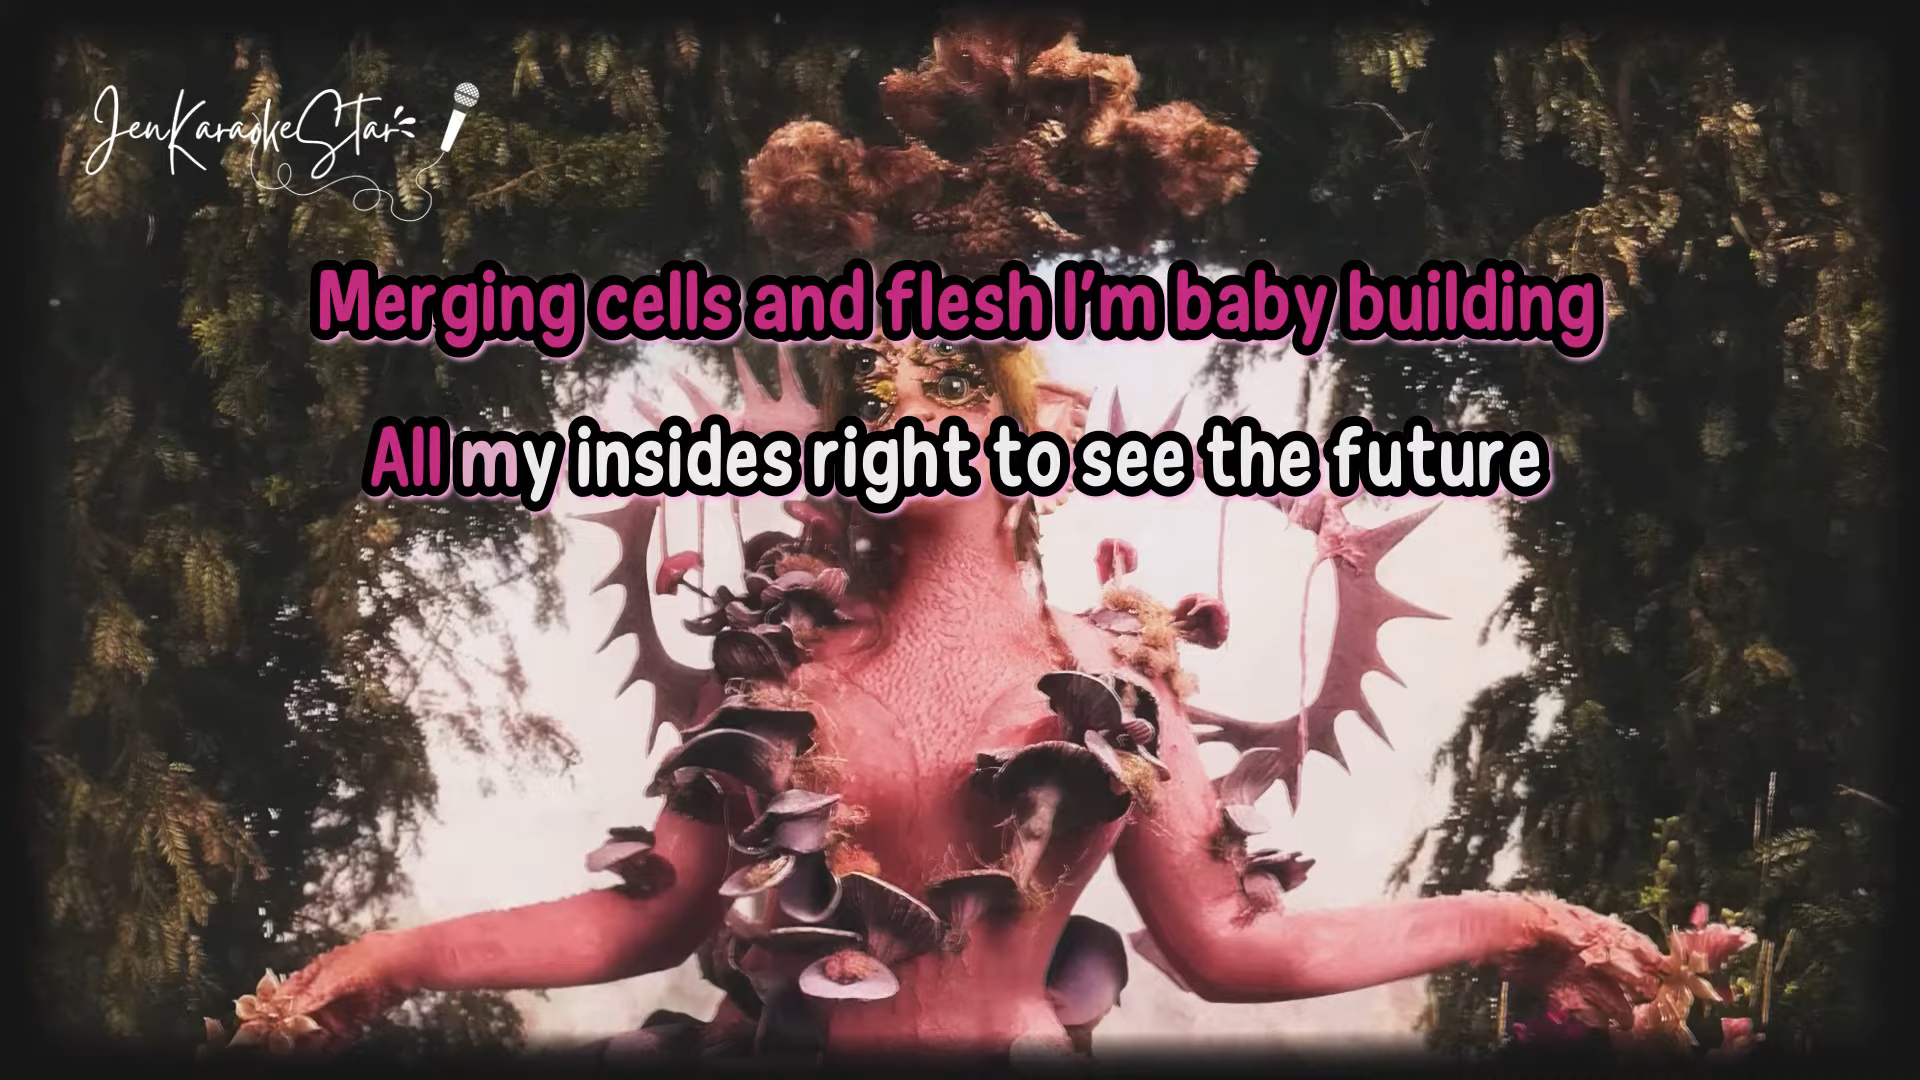 JenKaraokeStar
Merging cells and flesh I'm baby building
All my insides right to see the future